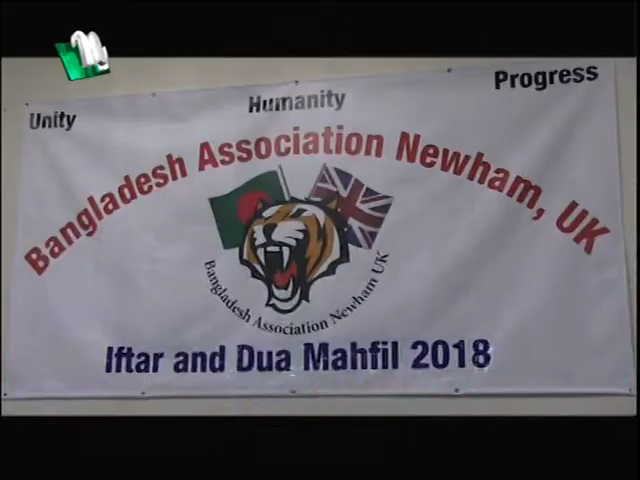 Unity Humanity Progress
Bangladesh Association Newham, UK
Bangladesh Association Newham UK
Iftar and Dua Mahfil 2018